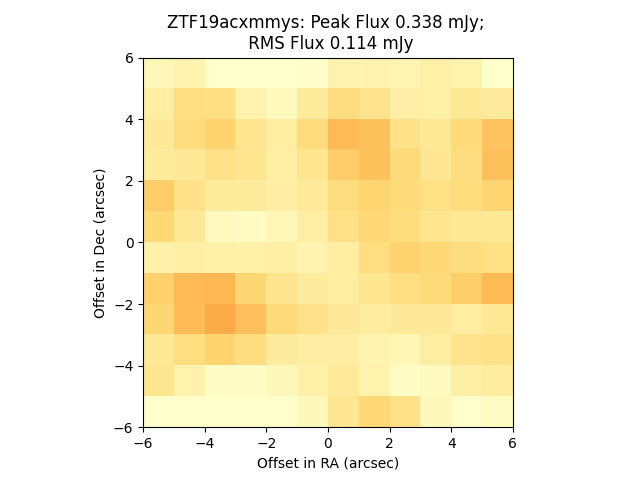 ZTF19acxmmys: Peak Flux 0.338 mJy;
RMS Flux 0.114 mJy
6
4
2
0
−2
−4
−6
Offset in Dec (arcsec)
−6 −4 −2 0 2 4 6
Offset in RA (arcsec)